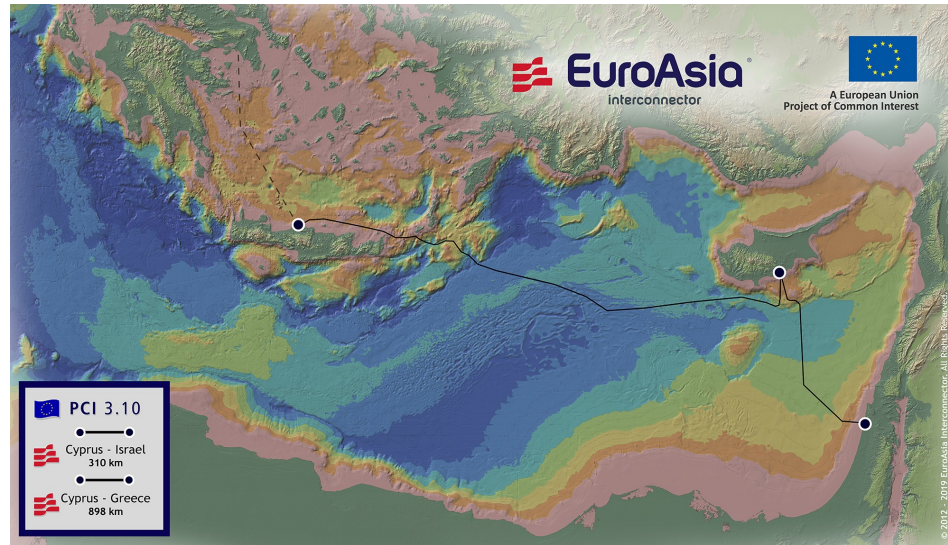 EuroAsia®
interconnector
A European Union
Project of Common Interest
PCI 3.10
Cyprus - Israel
310 km
Cyprus - Greece
898 km
© 2012 - 2019 EuroAsia Interconnector. All Rights Reserved